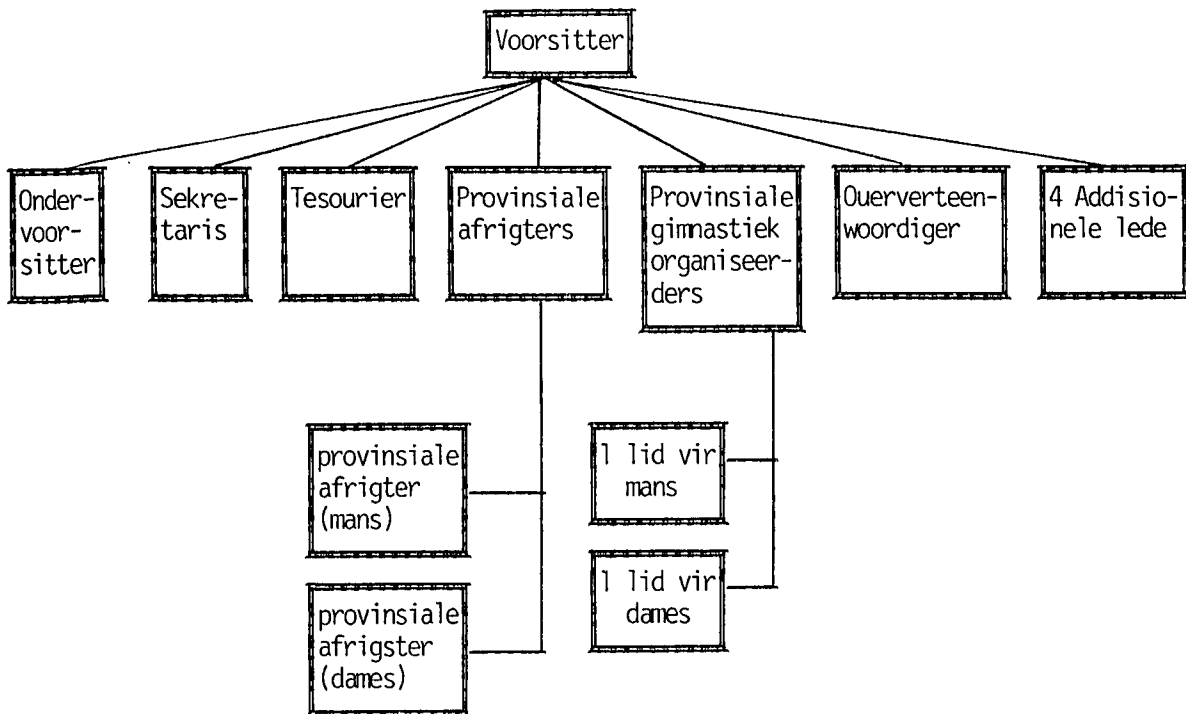 Voorsitter
Onder-
voor-
sitter
Sekre-
taris
Tesourier
Provinsiale
afrigters
Provinsiale
gimnastiek
organiseer-
ders
Ouerverteen-
woordiger
4 Addisio-
nele lede
provinsiale
afrigter
(mans)
1 lid vir
mans
provinsiale
afrigster
(dames)
1 lid vir
dames